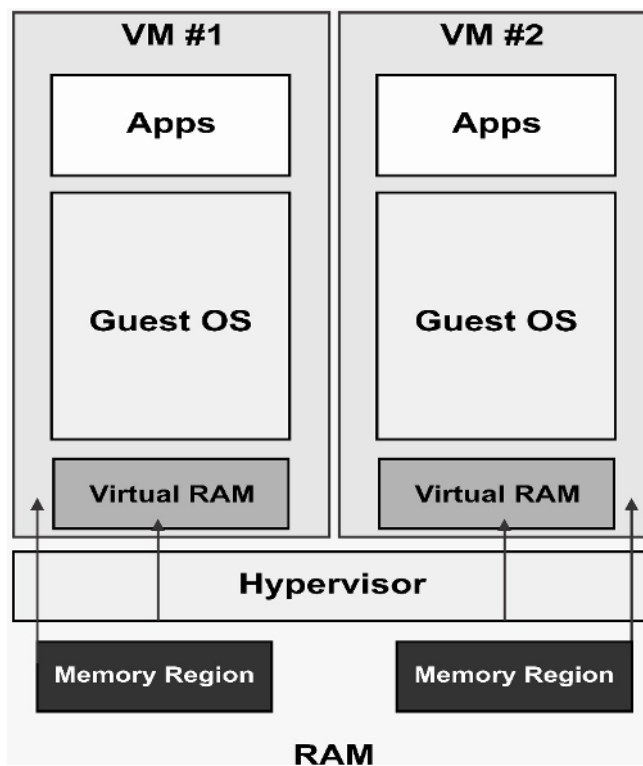 VM #1
VM #2
Apps
Apps
Guest OS
Guest OS
Virtual RAM
Virtual RAM
Hypervisor
Memory Region
Memory Region
RAM